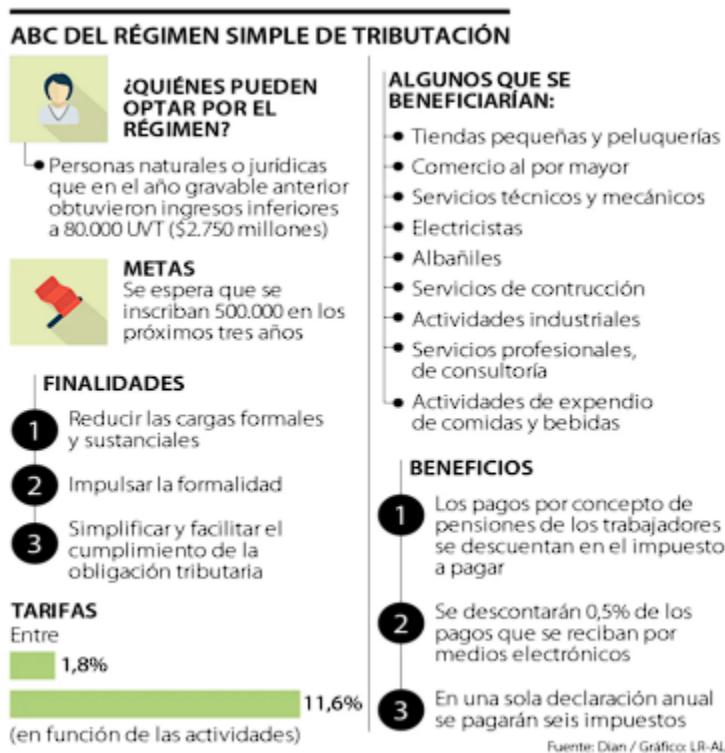 ABC DEL RÉGIMEN SIMPLE DE TRIBUTACIÓN
¿QUIÉNES PUEDEN
OPTAR POR EL
RÉGIMEN?
Personas naturales o jurídicas
que en el año gravable anterior
obtuvieron ingresos inferiores
a 80.000 UVT ($2.750 millones)
METAS
Se espera que se
inscriban 500.000 en los
próximos tres años
FINALIDADES
1 Reducir las cargas formales
y sustanciales
2 Impulsar la formalidad
3 Simplificar y facilitar el
cumplimiento de la
obligación tributaria
TARIFAS
Entre
1,8%
11,6%
(en función de las actividades)
ALGUNOS QUE SE
BENEFICIARÍAN:
Tiendas pequeñas y peluquerías
Comercio al por mayor
Servicios técnicos y mecánicos
Electricistas
Albañiles
Servicios de contrucción
Actividades industriales
Servicios profesionales,
de consultoría
Actividades de expendio
de comidas y bebidas
BENEFICIOS
1 Los pagos por concepto de
pensiones de los trabajadores
se descuentan en el impuesto
a pagar
2 Se descontarán 0,5% de los
pagos que se reciban por
medios electrónicos
3 En una sola declaración anual
se pagarán seis impuestos
Fuente: Dian / Gráfico: LR-AL